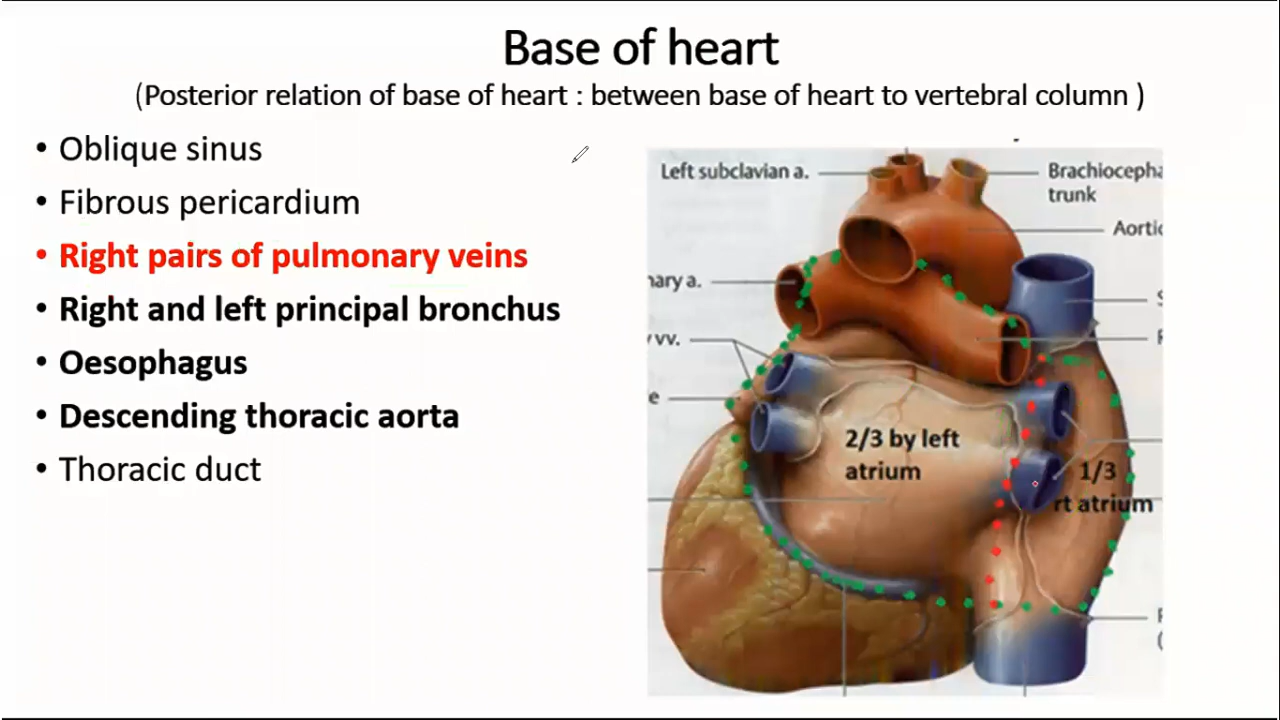 Base of heart
(Posterior relation of base of heart : between base of heart to vertebral column )
• Oblique sinus
• Fibrous pericardium
• Right pairs of pulmonary veins
• Right and left principal bronchus
• Oesophagus
• Descending thoracic aorta
• Thoracic duct
Left subclavian a.
Brachiocepha
trunk
Aortic
nary a.
S
vv.
e
2/3 by left
atrium
1/3
rt atrium
(